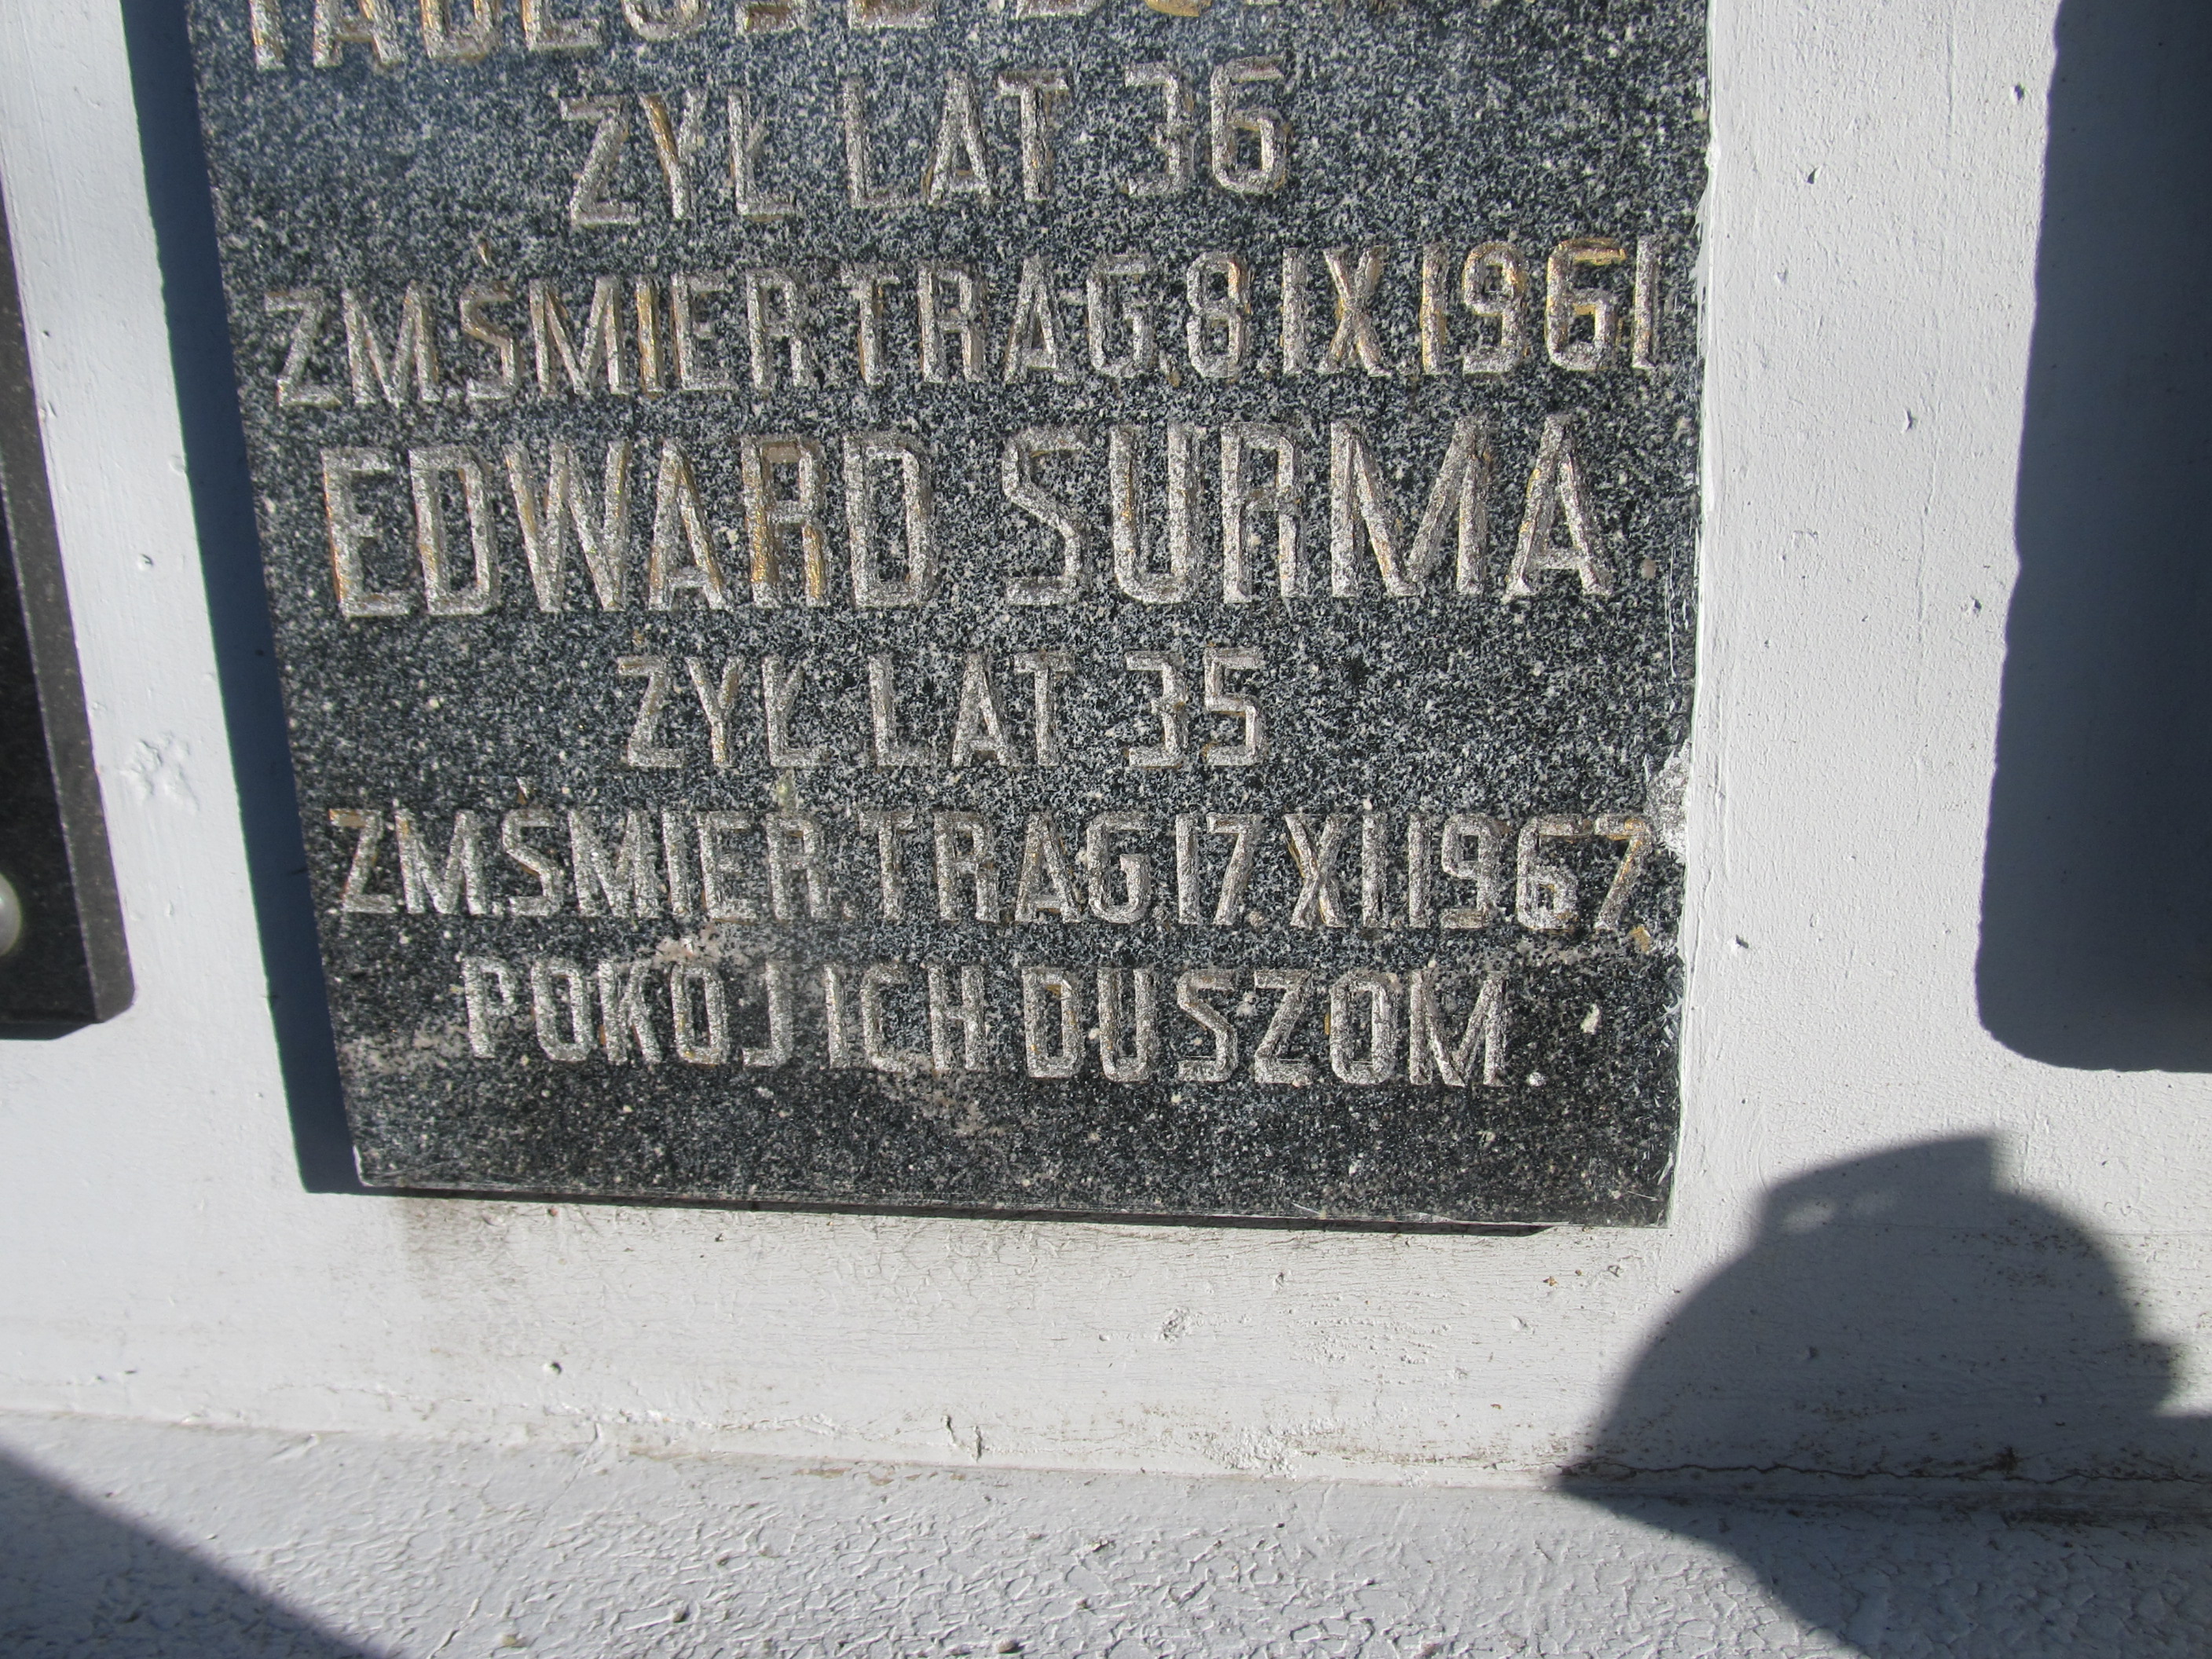 TADEUSZ
ŻYŁ LAT 36
ZM.ŚMIER.TRAG.8.IX.1961
EDWARD SURMA
ŻYŁ LAT 35
ZM.ŚMIER.TRAG.17.XI.1967
POKÓJ ICH DUSZOM.